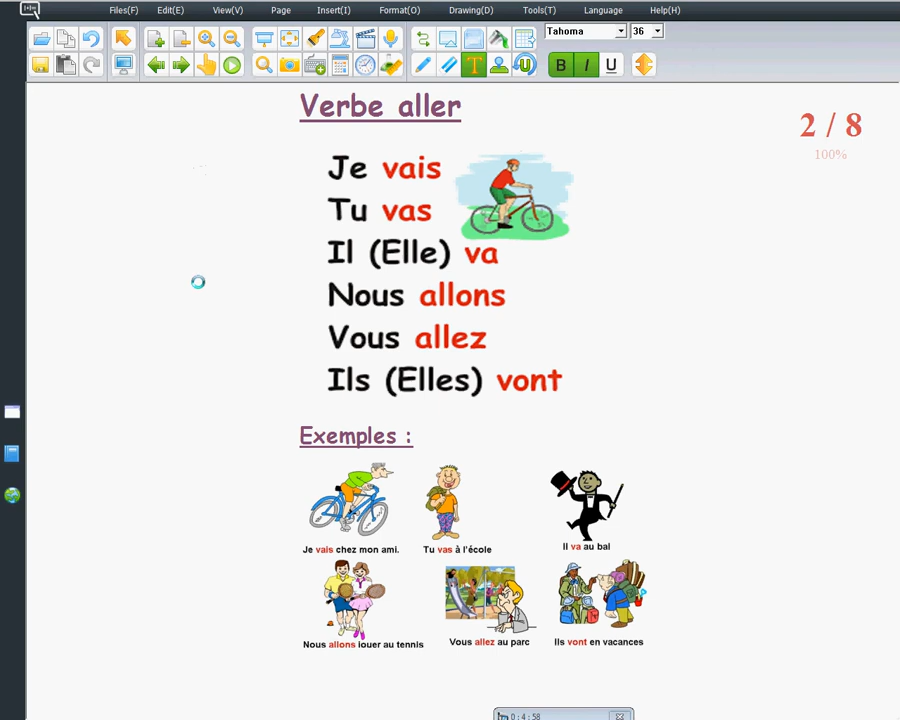 Files(F) Edit(E) View(V) Page Insert(I) Format(O) Drawing(D) Tools(T) Language Help(H)
Tahoma 36
T B I U
Verbe aller
2 / 8
100%
Je vais
Tu vas
Il (Elle) va
Nous allons
Vous allez
Ils (Elles) vont
Exemples :
Je vais chez mon ami. Tu vas à l'école Il va au bal
Nous allons louer au tennis Vous allez au parc Ils vont en vacances
0:4:58